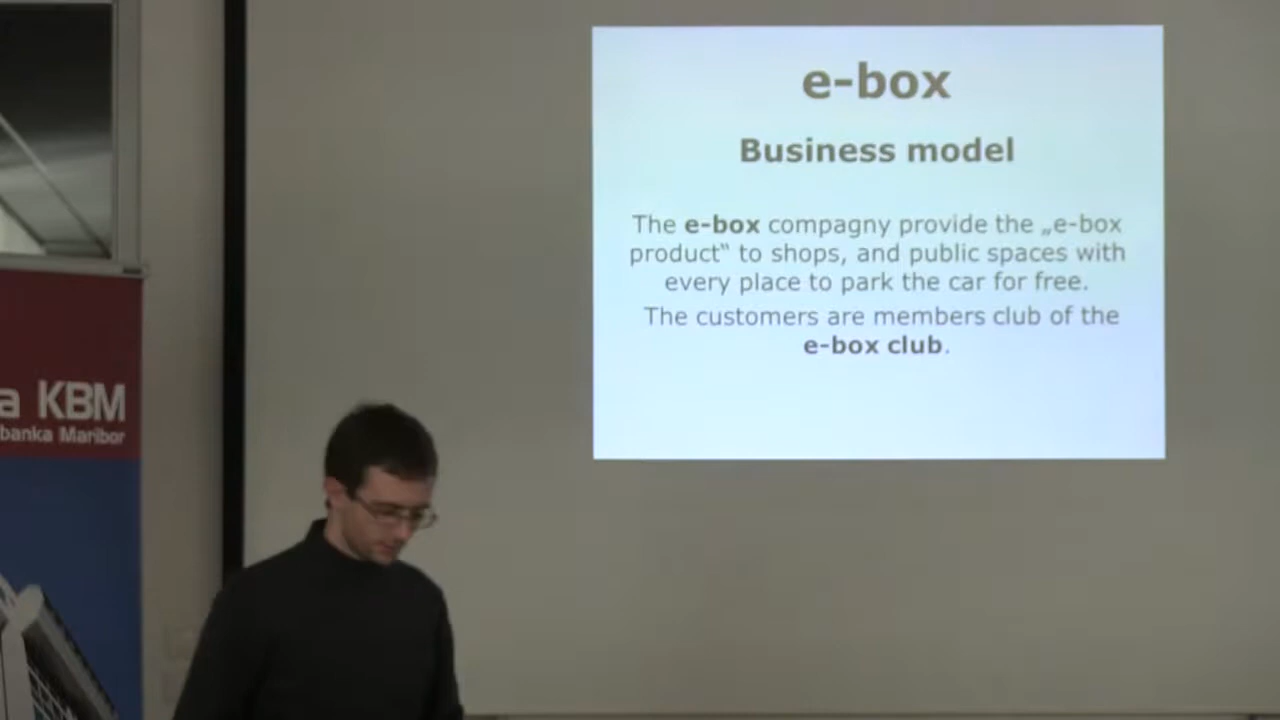 e-box
Business model
The e-box compagny provide the „e-box
product“ to shops, and public spaces with
every place to park the car for free.
The customers are members club of the
e-box club.
a KBM
banka Maribor